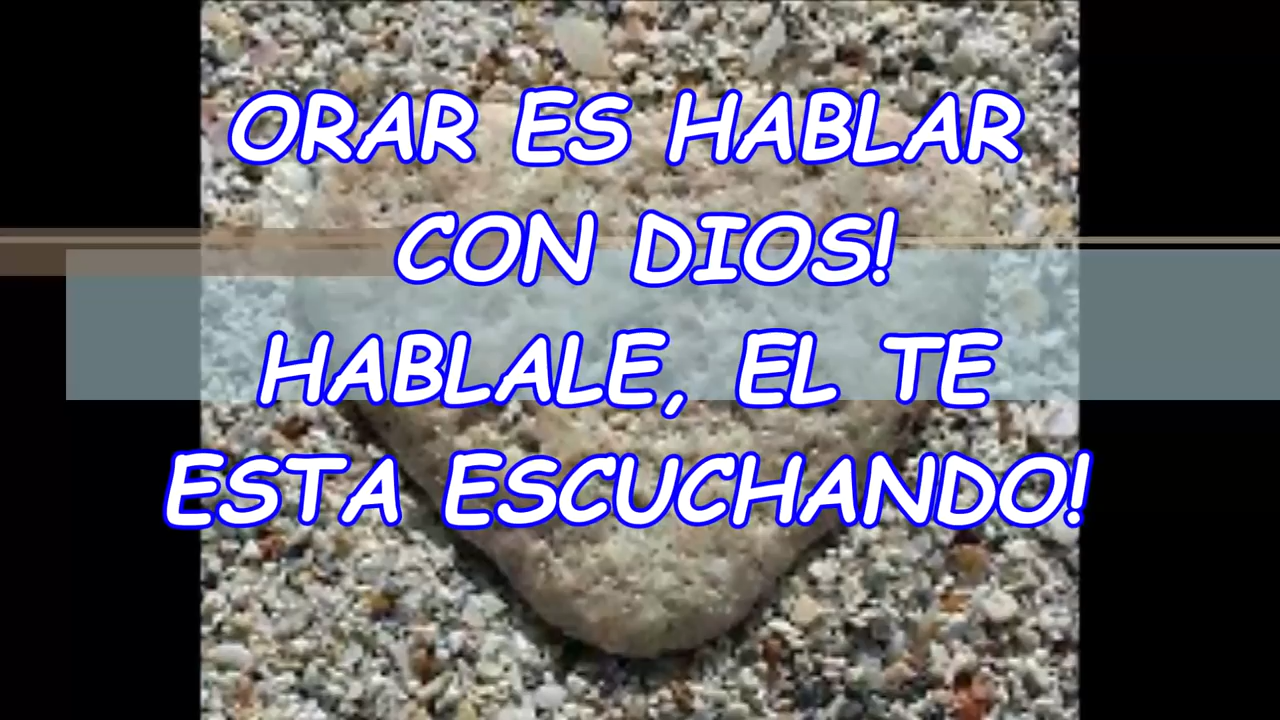 ORAR ES HABLAR
CON DIOS!
HABLALE, EL TE
ESTA ESCUCHANDO!